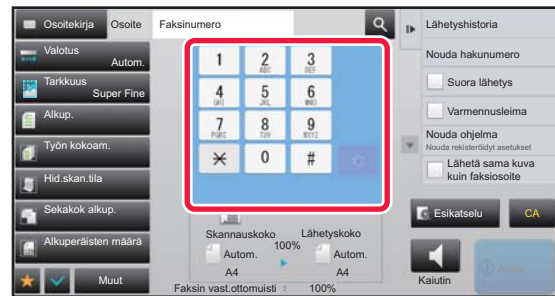 Osoitekirja
Osoite
Faksinumero
Valotus
Autom.
Tarkkuus
Super Fine
Alkup.
Työn kokoam.
Hid.skan.tila
Sekakok alkup.
Alkuperäisten määrä
Muut
1
2
ABC
3
DEF
4
GHI
5
JKL
6
MNO
7
PQRS
8
TUV
9
WXYZ
0
#
C
Skannauskoko
Lähetyskoko
100%
Autom.
A4
Autom.
A4
Faksin vast.ottomuisti : 100%
Lähetyshistoria
Nouda hakunumero
Suora lähetys
Varmennusleima
Nouda ohjelma
Nouda rekisteröidyt asetukset
Lähetä sama kuva
kuin faksiosoite
Esikatselu
CA
Kaiutin
Aloita